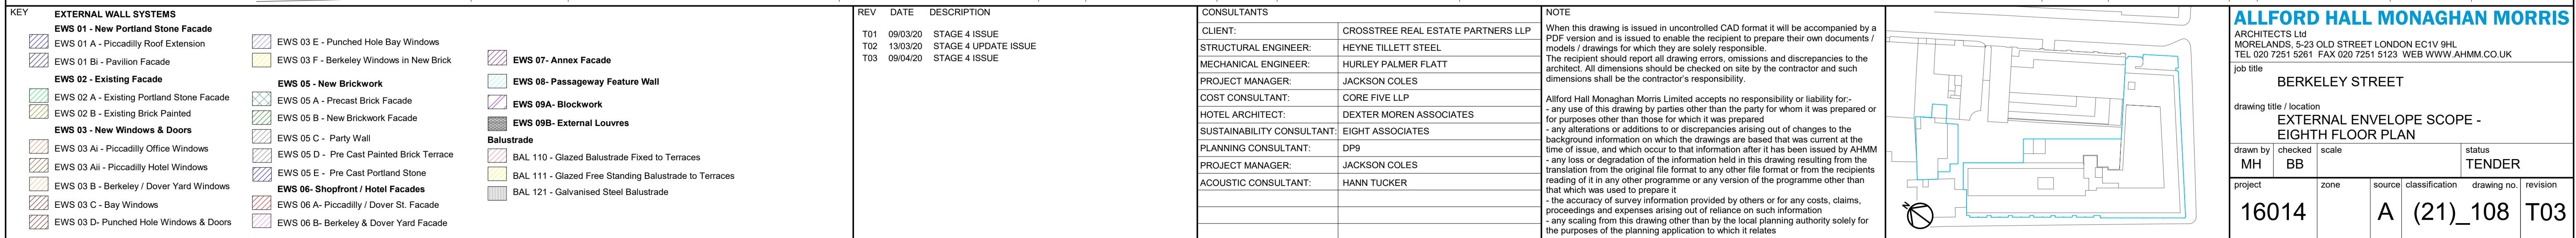 KEY
EXTERNAL WALL SYSTEMS
EWS 01 - New Portland Stone Facade
EWS 01 A - Piccadilly Roof Extension
EWS 01 Bi - Pavilion Facade
EWS 02 - Existing Facade
EWS 02 A - Existing Portland Stone Facade
EWS 02 B - Existing Brick Painted
EWS 03 - New Windows & Doors
EWS 03 Ai - Piccadilly Office Windows
EWS 03 Aii - Piccadilly Hotel Windows
EWS 03 B - Berkeley / Dover Yard Windows
EWS 03 C - Bay Windows
EWS 03 D- Punched Hole Windows & Doors
EWS 03 E - Punched Hole Bay Windows
EWS 03 F - Berkeley Windows in New Brick
EWS 05 - New Brickwork
EWS 05 A - Precast Brick Facade
EWS 05 B - New Brickwork Facade
EWS 05 C - Party Wall
EWS 05 D - Pre Cast Painted Brick Terrace
EWS 05 E - Pre Cast Portland Stone
EWS 06- Shopfront / Hotel Facades
EWS 06 A- Piccadilly / Dover St. Facade
EWS 06 B- Berkeley & Dover Yard Facade
EWS 07- Annex Facade
EWS 08- Passageway Feature Wall
EWS 09A- Blockwork
EWS 09B- External Louvres
Balustrade
BAL 110 - Glazed Balustrade Fixed to Terraces
BAL 111 - Glazed Free Standing Balustrade to Terraces
BAL 121 - Galvanised Steel Balustrade
REV DATE DESCRIPTION
T01 09/03/20 STAGE 4 ISSUE
T02 13/03/20 STAGE 4 UPDATE ISSUE
T03 09/04/20 STAGE 4 ISSUE
CONSULTANTS
CLIENT: CROSSTREE REAL ESTATE PARTNERS LLP
STRUCTURAL ENGINEER: HEYNE TILLETT STEEL
MECHANICAL ENGINEER: HURLEY PALMER FLATT
PROJECT MANAGER: JACKSON COLES
COST CONSULTANT: CORE FIVE LLP
HOTEL ARCHITECT: DEXTER MOREN ASSOCIATES
SUSTAINABILITY CONSULTANT: EIGHT ASSOCIATES
PLANNING CONSULTANT: DP9
PROJECT MANAGER: JACKSON COLES
ACOUSTIC CONSULTANT: HANN TUCKER
NOTE
When this drawing is issued in uncontrolled CAD format it will be accompanied by a
PDF version and is issued to enable the recipient to prepare their own documents /
models / drawings for which they are solely responsible.
The recipient should report all drawing errors, omissions and discrepancies to the
architect. All dimensions should be checked on site by the contractor and such
dimensions shall be the contractor's responsibility.
Allford Hall Monaghan Morris Limited accepts no responsibility or liability for:-
- any use of this drawing by parties other than the party for whom it was prepared or
for purposes other than those for which it was prepared
- any alterations or additions to or discrepancies arising out of changes to the
background information on which the drawings are based that was current at the
time of issue, and which occur to that information after it has been issued by AHMM
- any loss or degradation of the information held in this drawing resulting from the
translation from the original file format to any other file format or from the recipients
reading of it in any other programme or any version of the programme other than
that which was used to prepare it
- the accuracy of survey information provided by others or for any costs, claims,
proceedings and expenses arising out of reliance on such information
- any scaling from this drawing other than by the local planning authority solely for
the purposes of the planning application to which it relates
N
ALLFORD HALL MONAGHAN MORRIS
ARCHITECTS Ltd
MORELANDS, 5-23 OLD STREET LONDON EC1V 9HL
TEL 020 7251 5261 FAX 020 7251 5123 WEB WWW.AHMM.CO.UK
job title
BERKELEY STREET
drawing title / location
EXTERNAL ENVELOPE SCOPE -
EIGHTH FLOOR PLAN
drawn by checked scale status
MH BB TENDER
project zone source classification drawing no. revision
16014 A (21)_108 T03